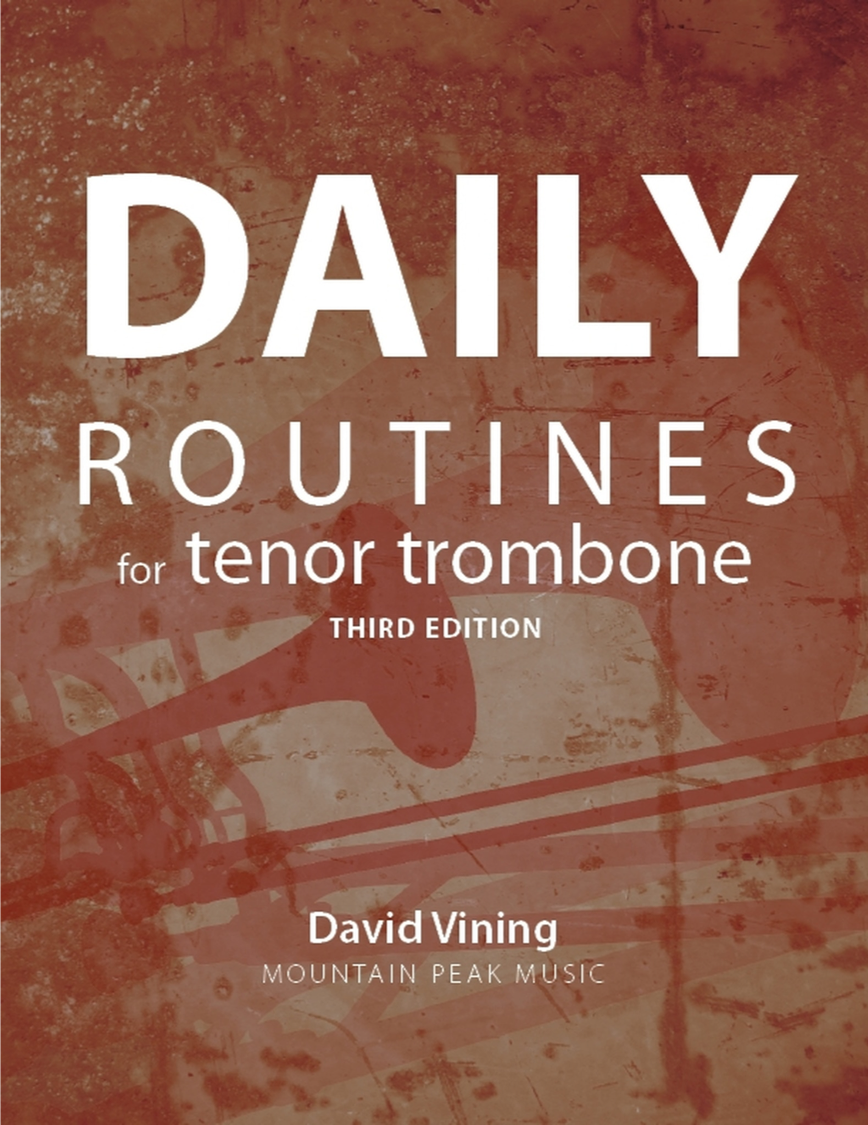 DAILY
ROUTINES
for tenor trombone
THIRD EDITION
David Vining
MOUNTAIN PEAK MUSIC